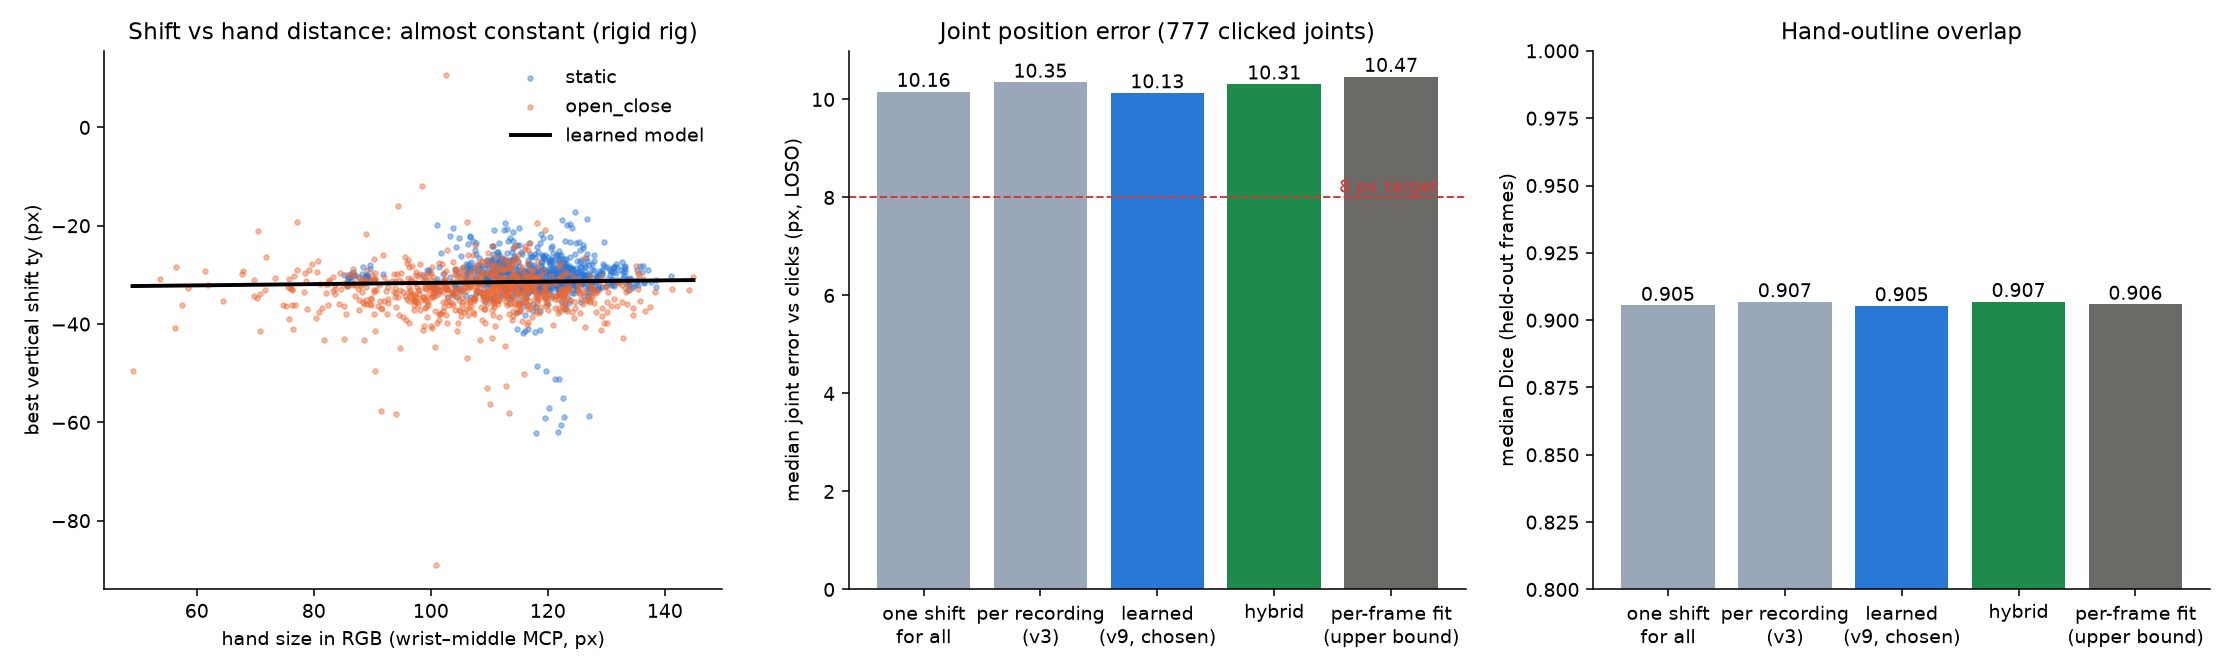 Shift vs hand distance: almost constant (rigid rig)
static
open_close
learned model
best vertical shift ty (px)
0
−20
−40
−60
−80
60 80 100 120 140
hand size in RGB (wrist–middle MCP, px)
Joint position error (777 clicked joints)
median joint error vs clicks (px, LOSO)
10
8
6
4
2
0
10.16 10.35 10.13 10.31 10.47
8 px target
one shift
for all
per recording
(v3)
learned
(v9, chosen)
hybrid
per-frame fit
(upper bound)
Hand-outline overlap
median Dice (held-out frames)
1.000
0.975
0.950
0.925
0.900
0.875
0.850
0.825
0.800
0.905 0.907 0.905 0.907 0.906
one shift
for all
per recording
(v3)
learned
(v9, chosen)
hybrid
per-frame fit
(upper bound)